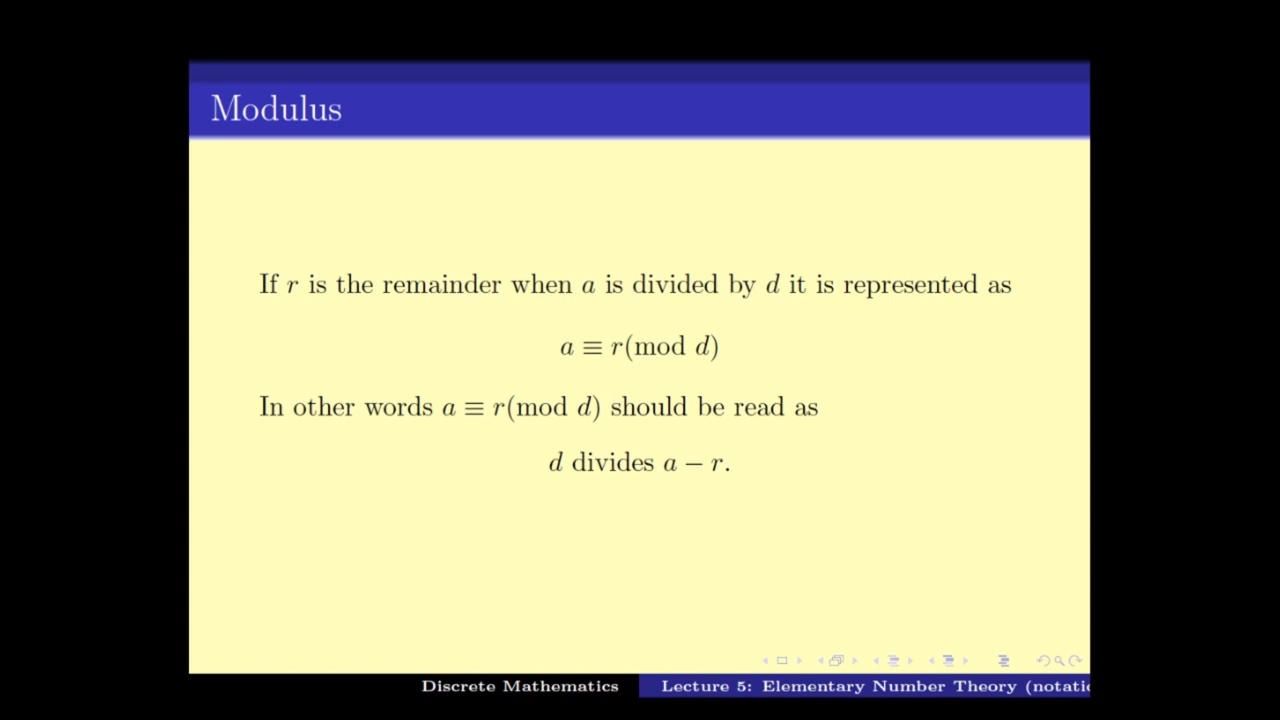 Modulus
If r is the remainder when a is divided by d it is represented as
a ≡ r(mod d)
In other words a ≡ r(mod d) should be read as
d divides a − r.
Discrete Mathematics
Lecture 5: Elementary Number Theory (notatic